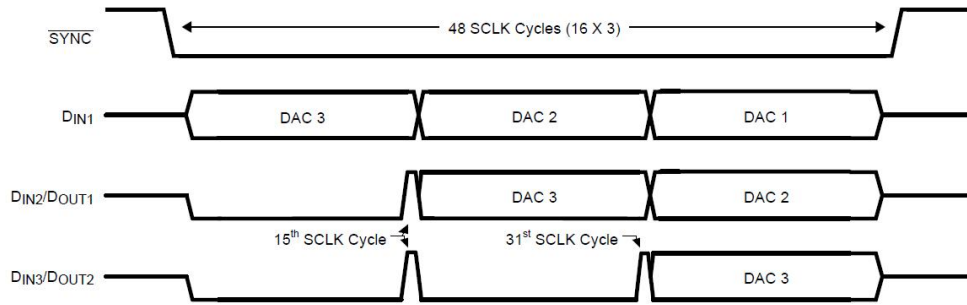 48 SCLK Cycles (16 X 3)
SYNC
DIN1
DAC 3
DAC 2
DAC 1
DIN2/DOUT1
DAC 3
DAC 2
15th SCLK Cycle
31st SCLK Cycle
DIN3/DOUT2
DAC 3